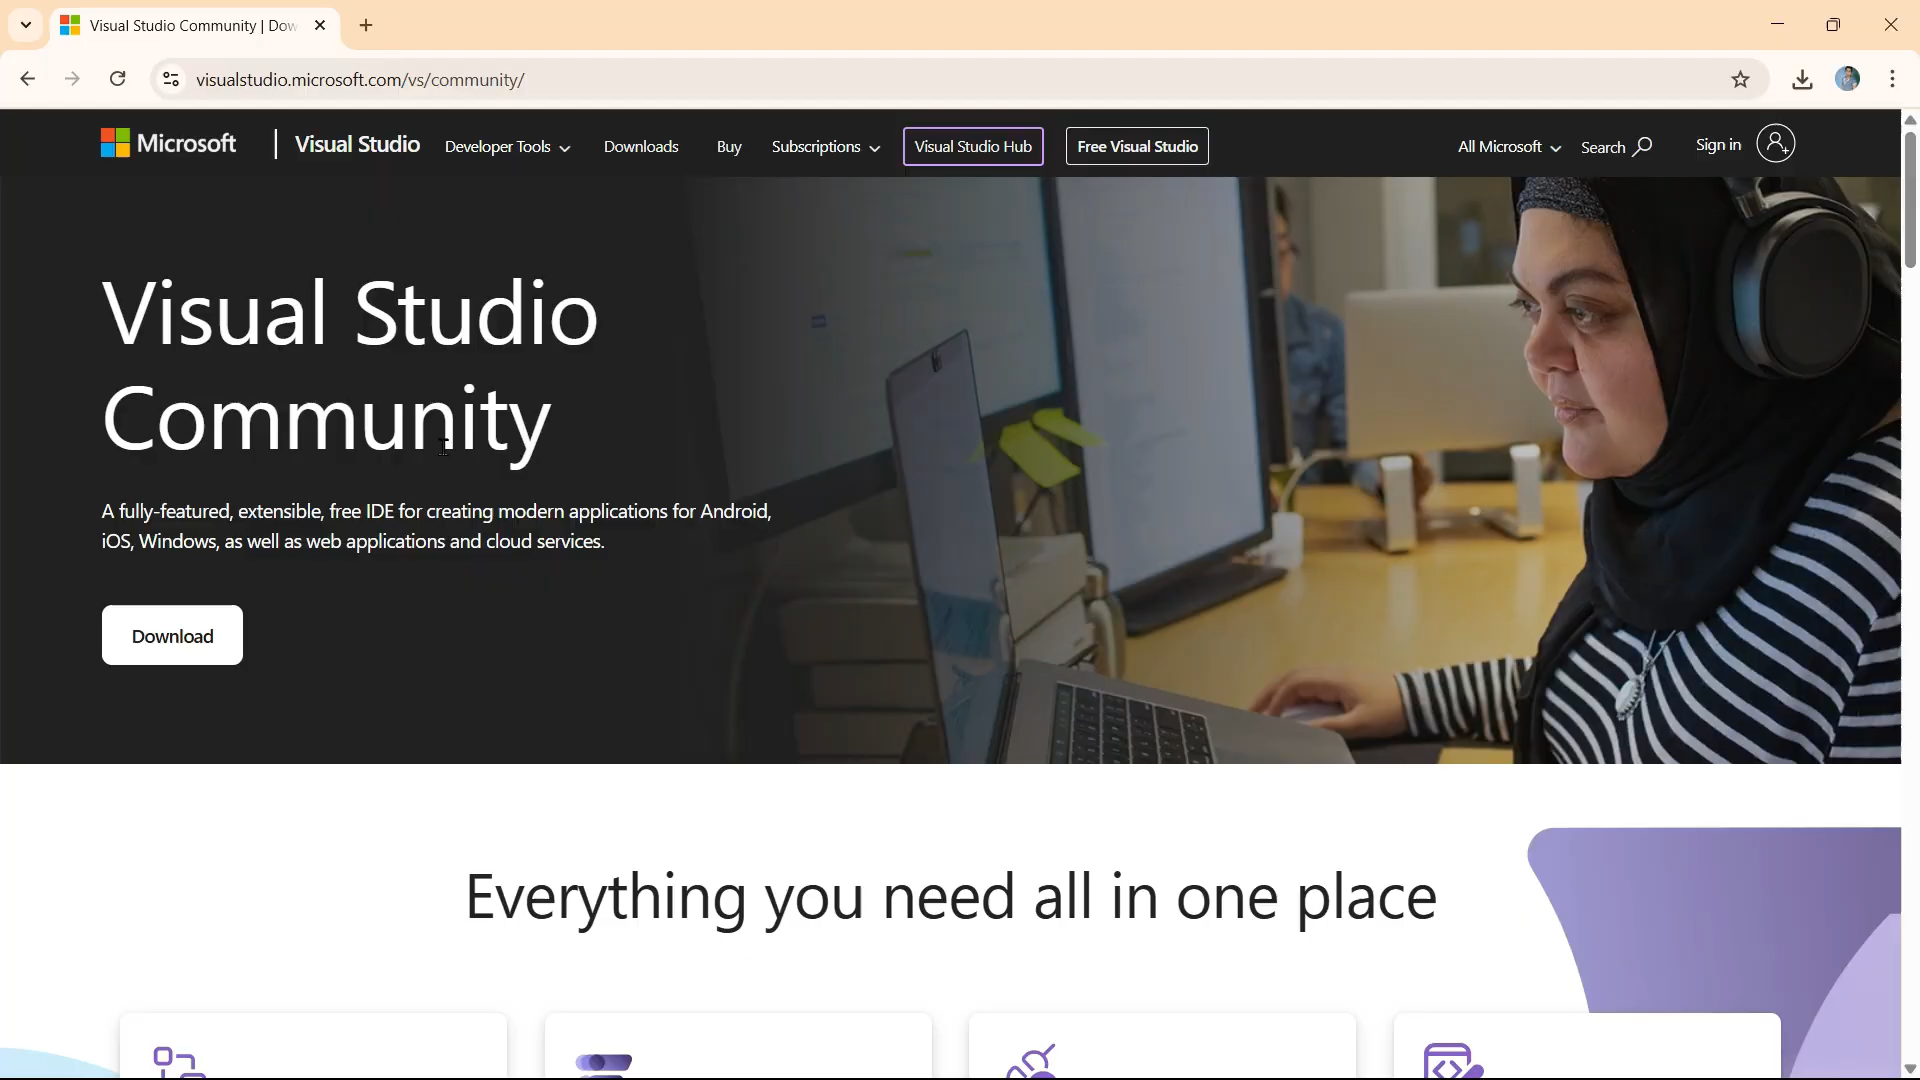 Visual Studio Community | Dow
visualstudio.microsoft.com/vs/community/
Microsoft
Visual Studio
Developer Tools
Downloads
Buy
Subscriptions
Visual Studio Hub
Free Visual Studio
All Microsoft
Search
Sign in
Visual Studio
Community
A fully-featured, extensible, free IDE for creating modern applications for Android,
iOS, Windows, as well as web applications and cloud services.
Download
Everything you need all in one place